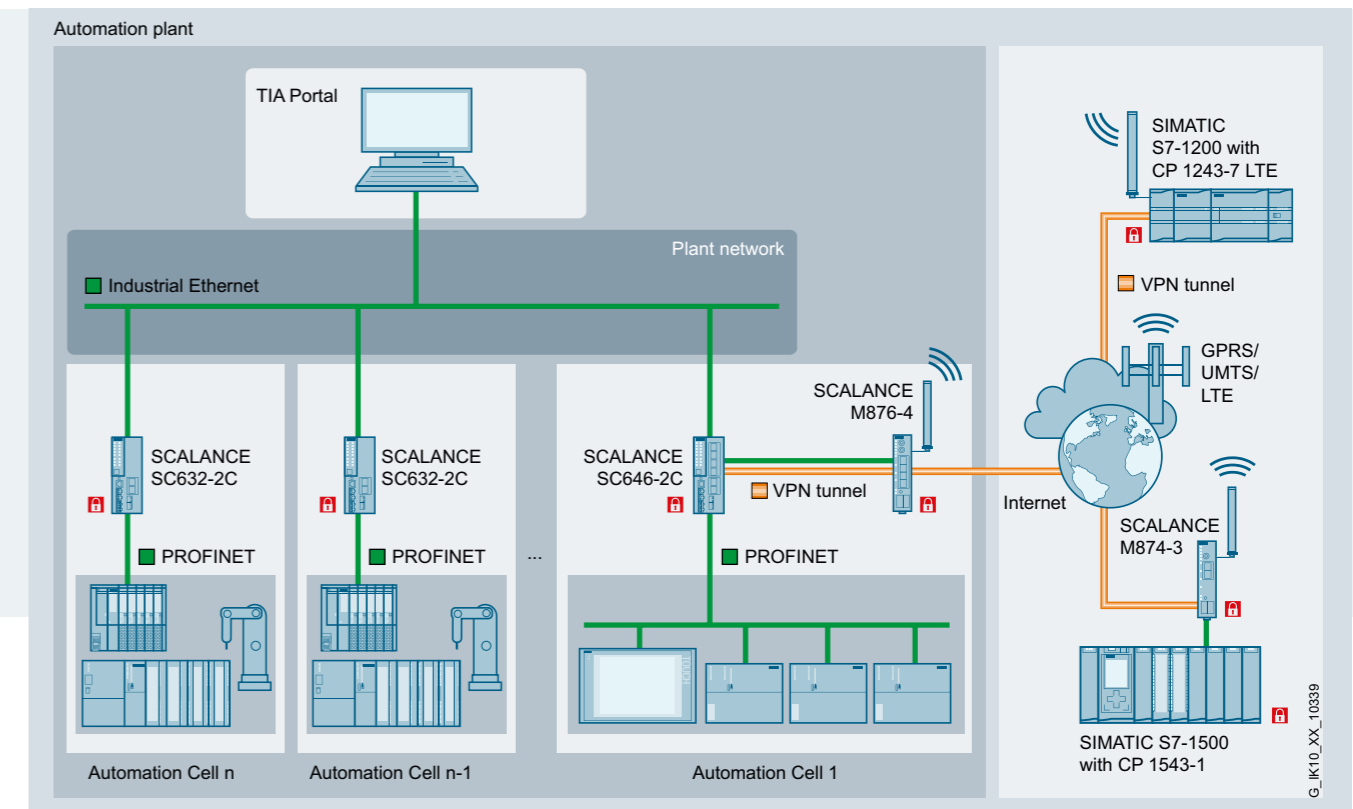 Automation plant
TIA Portal
Plant network
Industrial Ethernet
SCALANCE
SC632-2C
PROFINET
Automation Cell n
SCALANCE
SC632-2C
PROFINET
Automation Cell n-1
...
SCALANCE
SC646-2C
SCALANCE
M876-4
VPN tunnel
PROFINET
Automation Cell 1
SIMATIC
S7-1200 with
CP 1243-7 LTE
VPN tunnel
GPRS/
UMTS/
LTE
Internet
SCALANCE
M874-3
SIMATIC S7-1500
with CP 1543-1
G_IK10_XX_10339